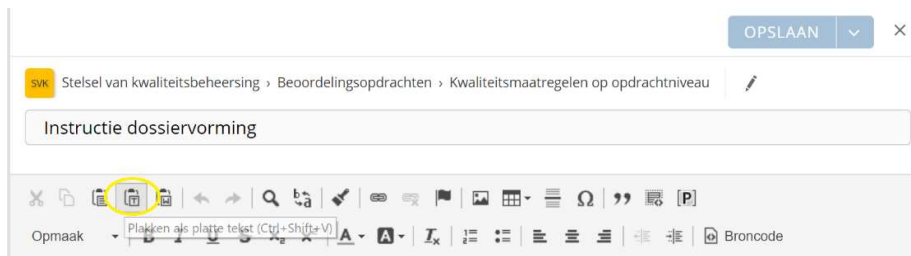 OPSLAAN
SVK Stelsel van kwaliteitsbeheersing › Beoordelingsopdrachten › Kwaliteitsmaatregelen op opdrachtniveau
Instructie dossiervorming
Opmaak Plakken als platte tekst (Ctrl+Shift+V) Broncode